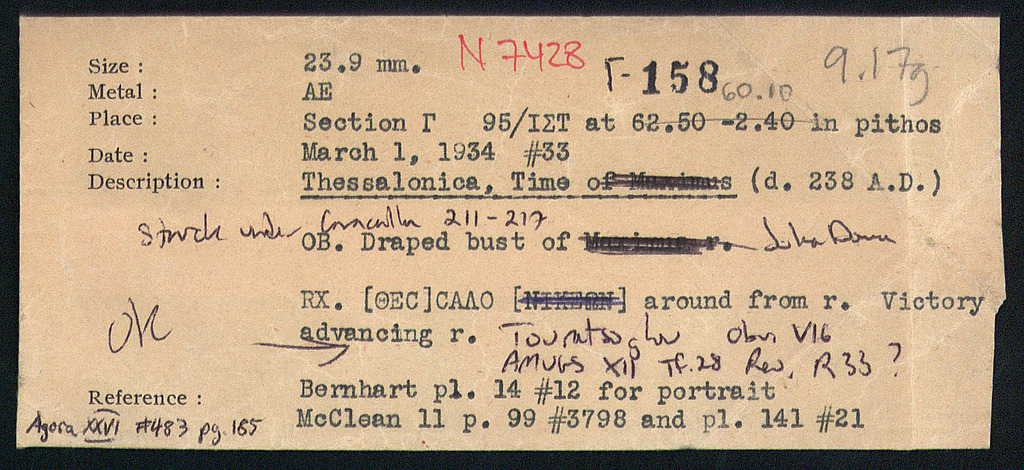 Size : 23.9 mm. N 7428 Γ-158 9.17g
Metal : AE 60.10
Place : Section Γ 95/ΙΣΤ at 62.50 -2.40 in pithos
Date : March 1, 1934 #33
Description : Thessalonica, Time of Maximus (d. 238 A.D.)
Struck under Caracalla 211-217
OB. Draped bust of Maximus r. Julia Domna
RX. [ΘΕC]CΑΛΟ [ΝΙΚΕΩΝ] around from r. Victory
OK advancing r. Touratsoglou Obv V16
AMUGS XII Tf.28 Rev. R33 ?
Reference : Bernhart pl. 14 #12 for portrait
McClean 11 p. 99 #3798 and pl. 141 #21
Agora XXVI #483 pg. 165